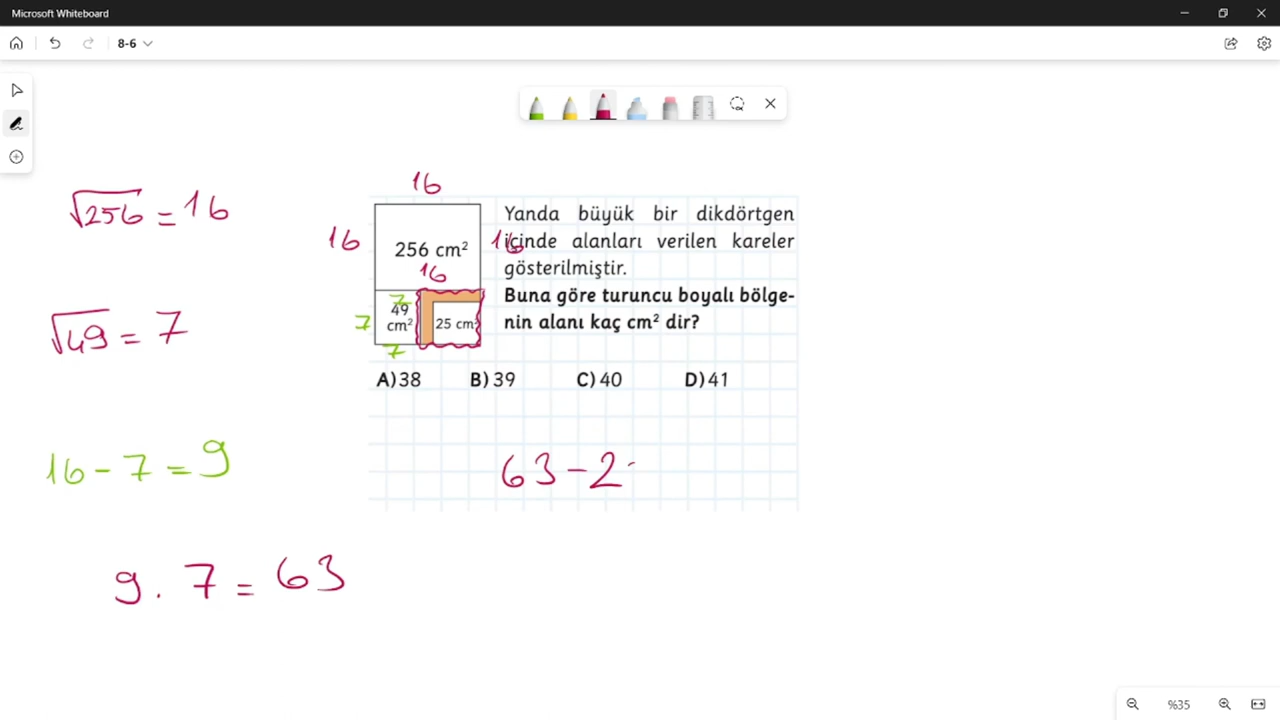 Microsoft Whiteboard
8-6
√256 = 16
√49 = 7
16 - 7 = 9
9 . 7 = 63
16
16
256 cm²
16
16
7
49
cm²
7
7
25 cm²
Yanda büyük bir dikdörtgen
içinde alanları verilen kareler
gösterilmiştir.
Buna göre turuncu boyalı bölge-
nin alanı kaç cm² dir?
A) 38 B) 39 C) 40 D) 41
63 - 2
%35